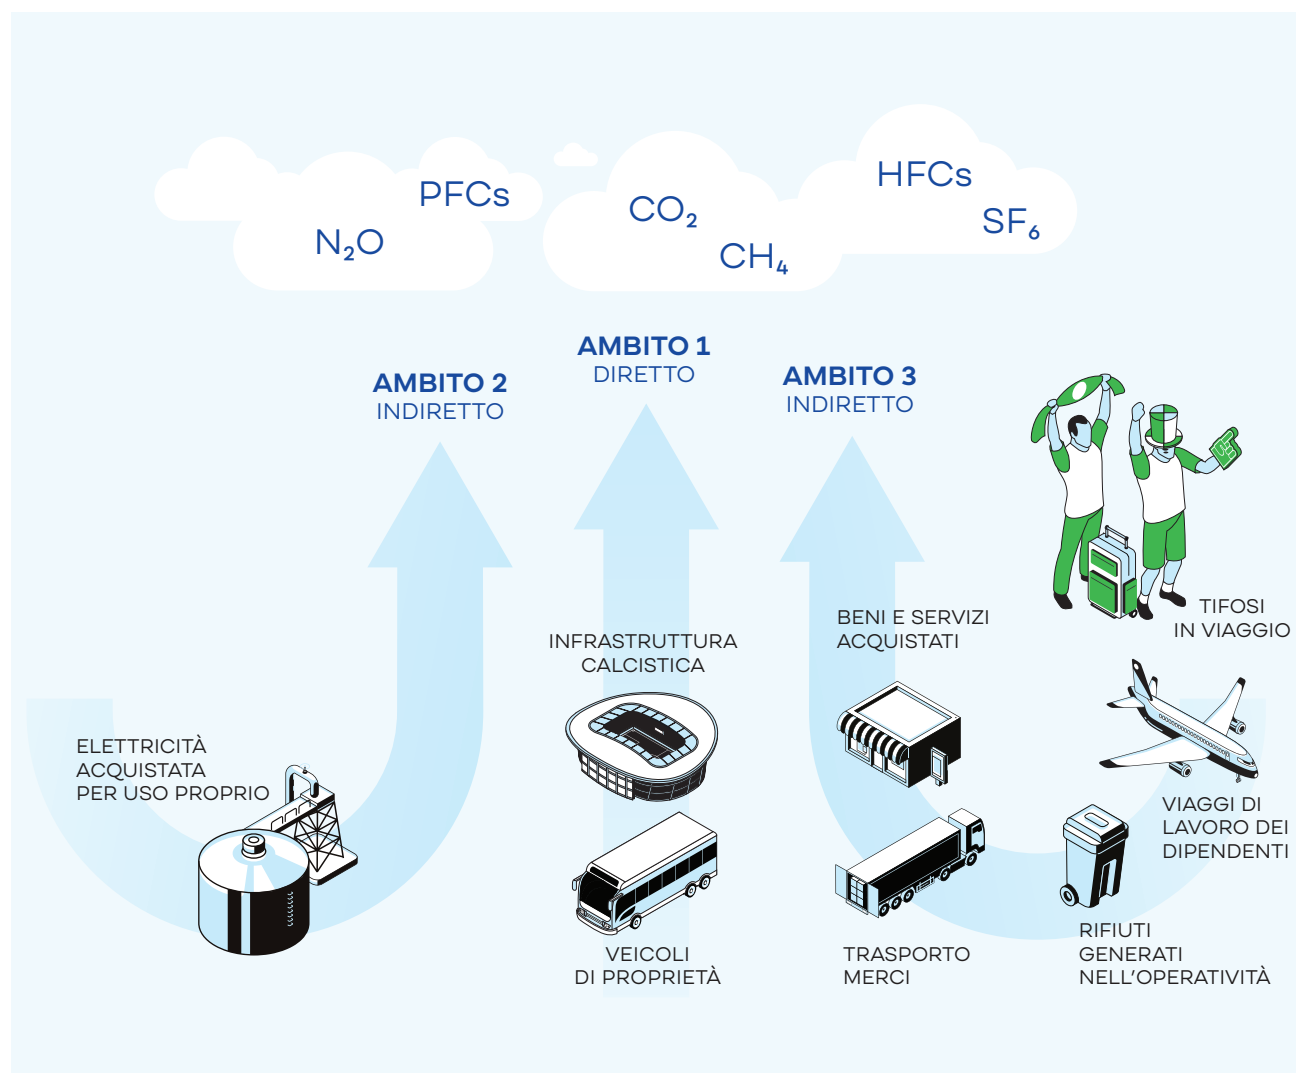 PFCs
N₂O
CO₂
CH₄
HFCs
SF₆
AMBITO 2
INDIRETTO
AMBITO 1
DIRETTO
AMBITO 3
INDIRETTO
ELETTRICITÀ
ACQUISTATA
PER USO PROPRIO
INFRASTRUTTURA
CALCISTICA
VEICOLI
DI PROPRIETÀ
BENI E SERVIZI
ACQUISTATI
TRASPORTO
MERCI
TIFOSI
IN VIAGGIO
VIAGGI DI
LAVORO DEI
DIPENDENTI
RIFIUTI
GENERATI
NELL'OPERATIVITÀ